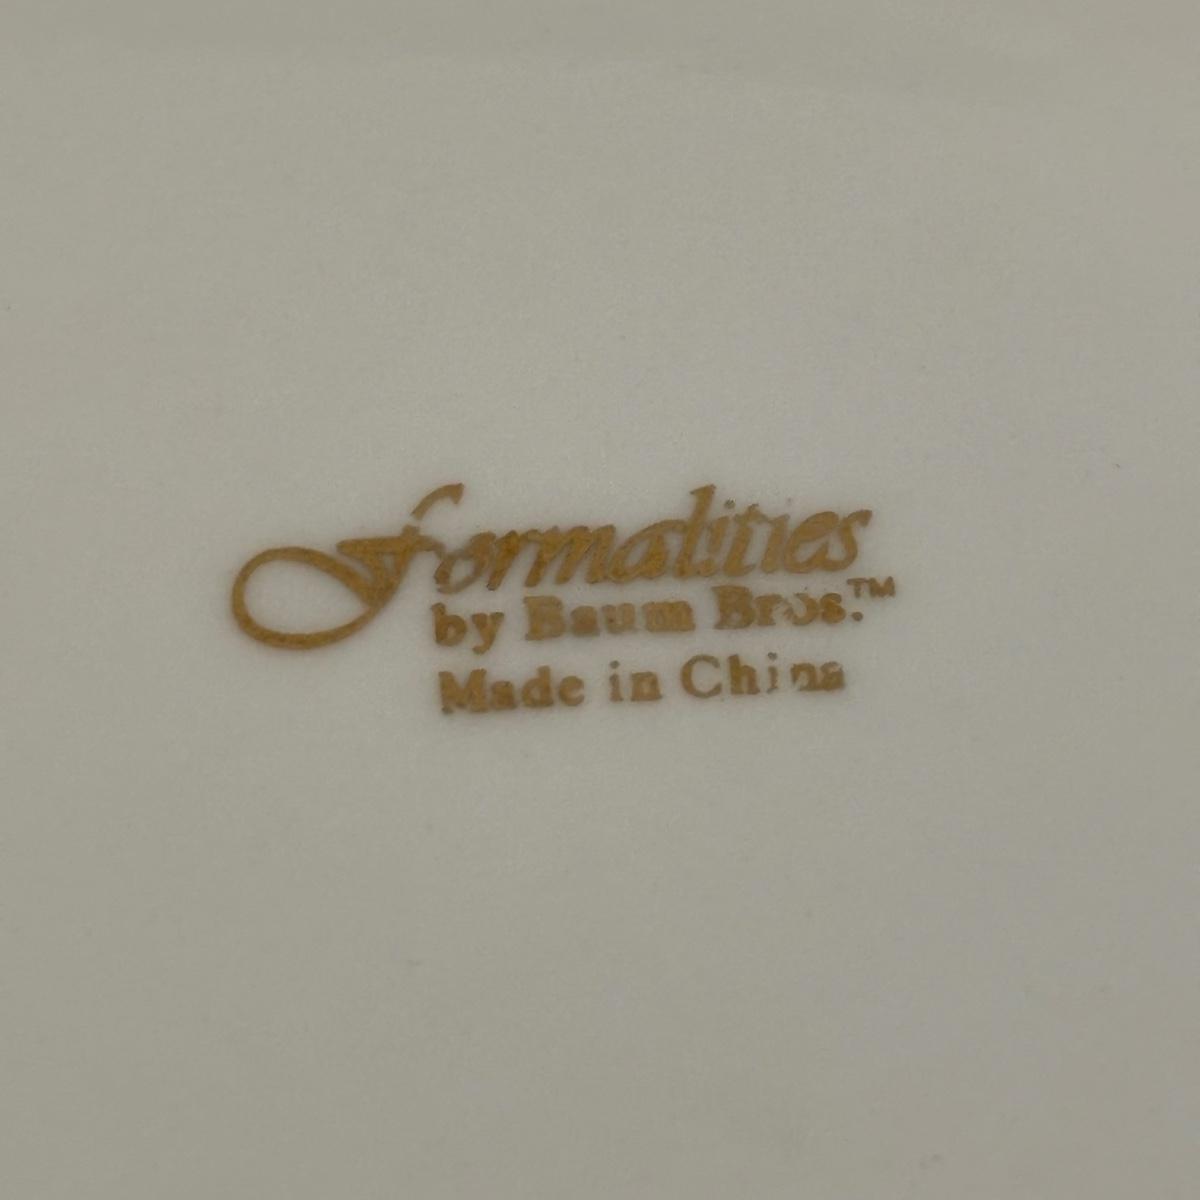 Formalities
by Baum Bros.™
Made in China